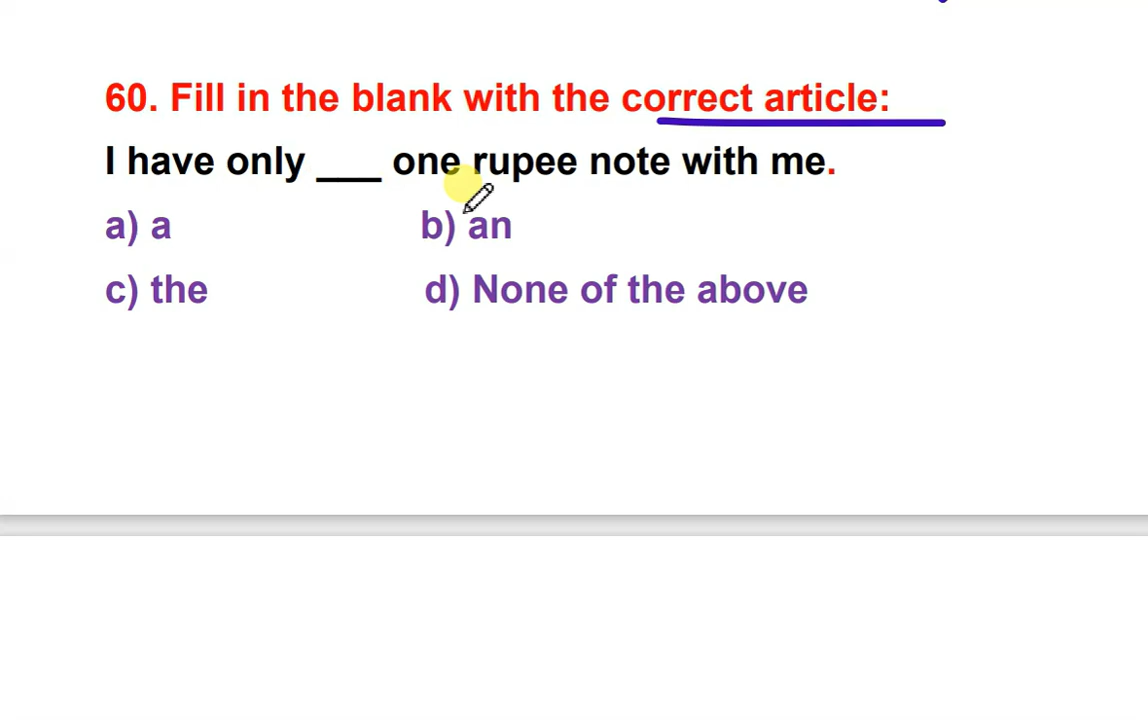 60. Fill in the blank with the correct article:
I have only ___ one rupee note with me.
a) a b) an
c) the d) None of the above